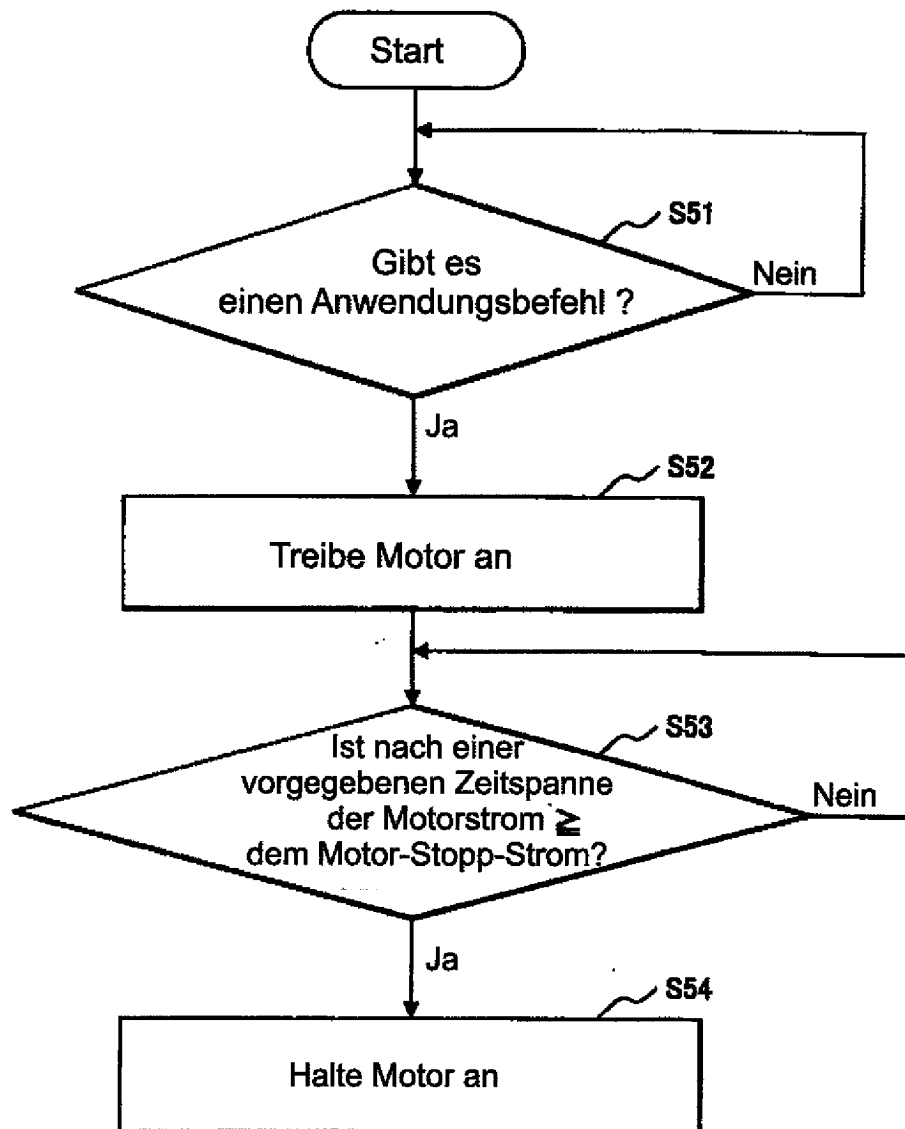 Start
S51
Gibt es
einen Anwendungsbefehl ?
Nein
Ja
S52
Treibe Motor an
S53
Ist nach einer
vorgegebenen Zeitspanne
der Motorstrom ≧
dem Motor-Stopp-Strom?
Nein
Ja
S54
Halte Motor an